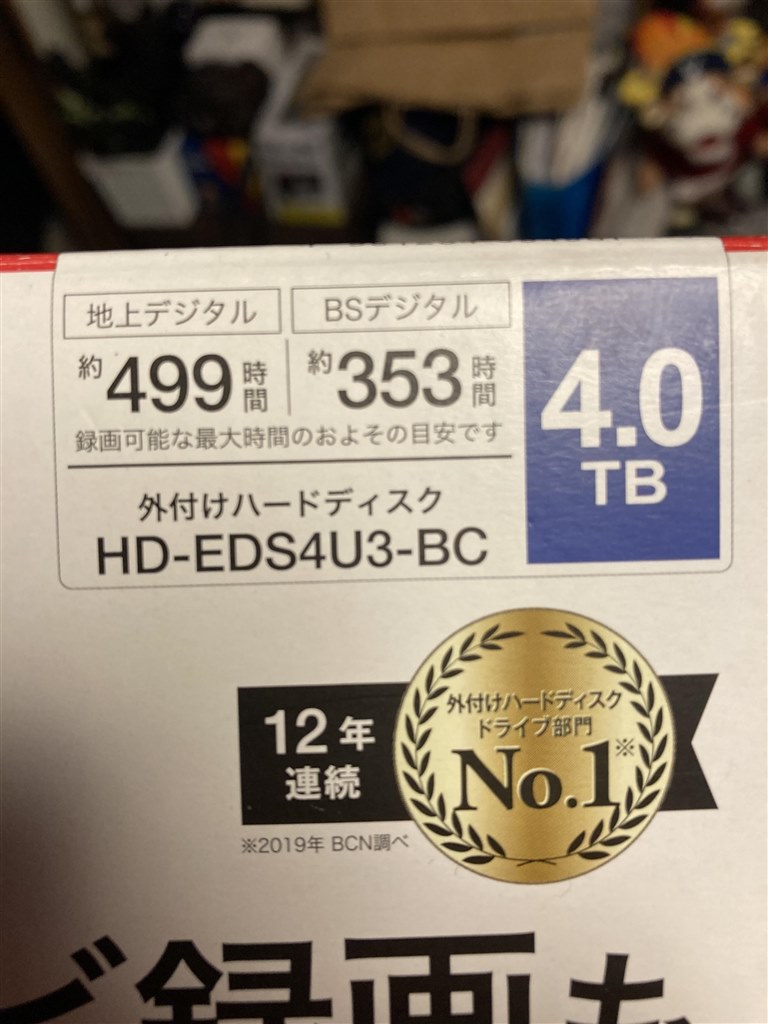 地上デジタル BSデジタル
約499時間 約353時間
録画可能な最大時間のおよその目安です
4.0
TB
外付けハードディスク
HD-EDS4U3-BC
12年
連続
外付けハードディスク
ドライブ部門
No.1※
※2019年 BCN調べ
録画も